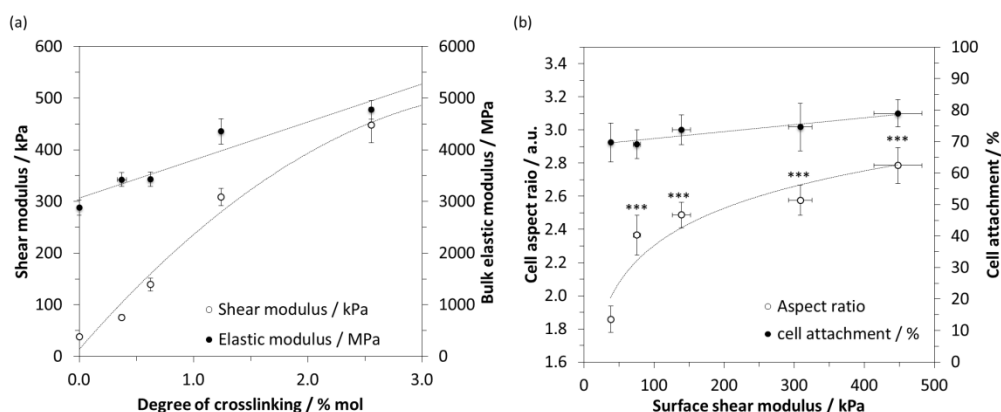 (a)
Shear modulus / kPa
600
500
400
300
200
100
0
6000
5000
4000
3000
2000
1000
0
Bulk elastic modulus / MPa
Shear modulus / kPa
Elastic modulus / MPa
0.0 1.0 2.0 3.0
Degree of crosslinking / % mol
(b)
Cell aspect raio / a.u.
3.4
3.2
3.0
2.8
2.6
2.4
2.2
2.0
1.8
1.6
100
90
80
70
60
50
40
30
20
10
0
Cell attachment / %
***
***
***
***
Aspect ratio
cell attachment / %
0 100 200 300 400 500
Surface shear modulus / kPa